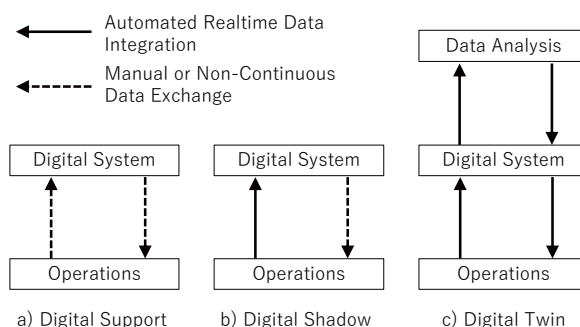 Automated Realtime Data
Integration
Manual or Non-Continuous
Data Exchange
Digital System
Operations
a) Digital Support
Digital System
Operations
b) Digital Shadow
Data Analysis
Digital System
Operations
c) Digital Twin